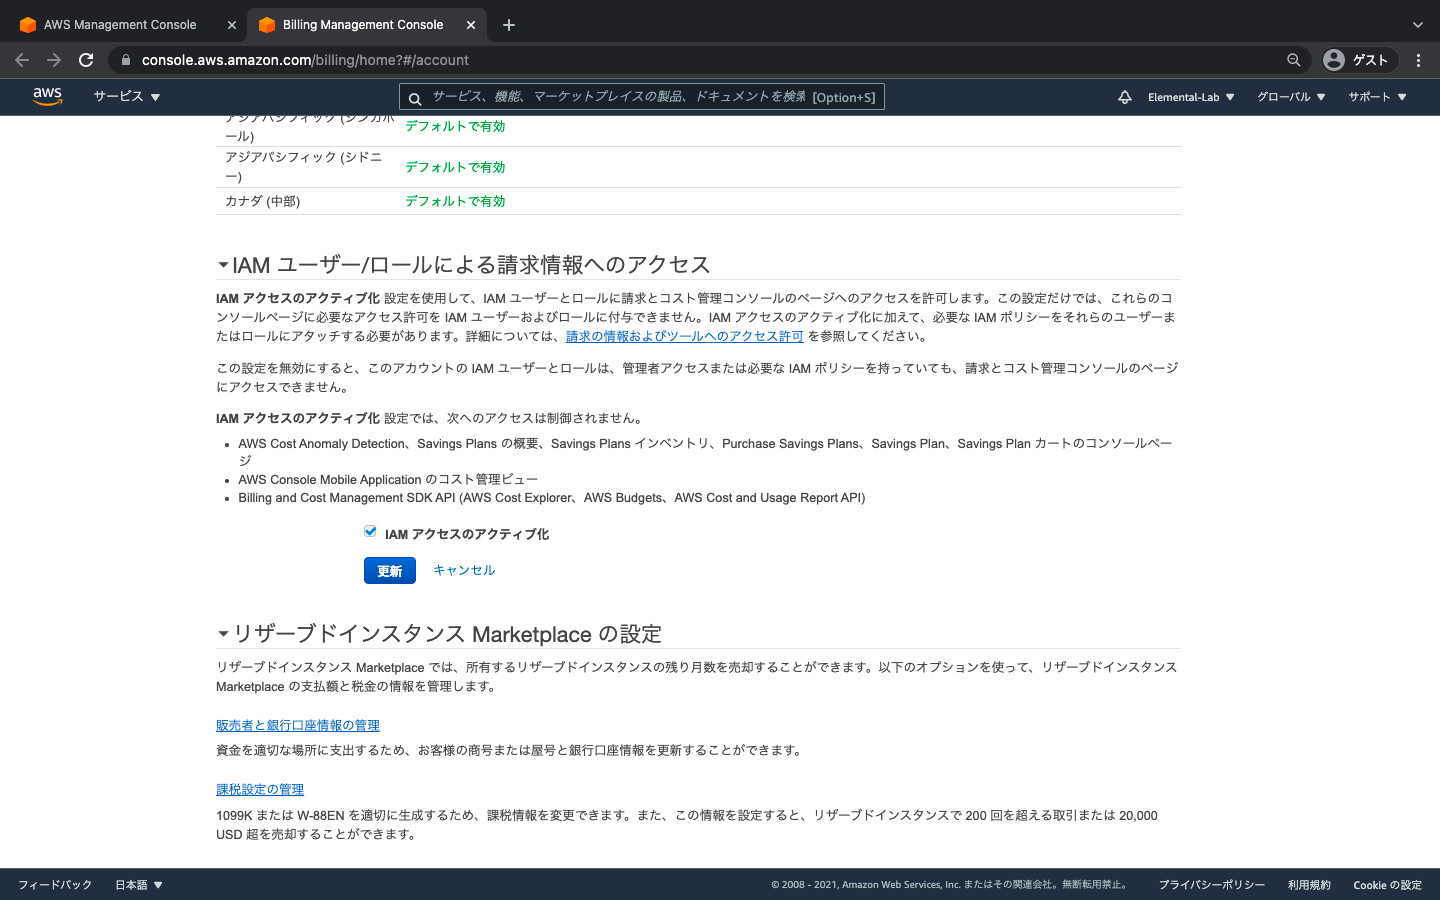 AWS Management Console
Billing Management Console
console.aws.amazon.com/billing/home?#/account
ゲスト
aws
サービス
サービス、機能、マーケットプレイスの製品、ドキュメントを検索 [Option+S]
Elemental-Lab
グローバル
サポート
アジアパシフィック (シンガポ
ール)
デフォルトで有効
アジアパシフィック (シドニ
ー)
デフォルトで有効
カナダ (中部)
デフォルトで有効
IAM ユーザー/ロールによる請求情報へのアクセス
IAM アクセスのアクティブ化 設定を使用して、IAM ユーザーとロールに請求とコスト管理コンソールのページへのアクセスを許可します。この設定だけでは、これらのコ
ンソールページに必要なアクセス許可を IAM ユーザーおよびロールに付与できません。IAM アクセスのアクティブ化に加えて、必要な IAM ポリシーをそれらのユーザーま
たはロールにアタッチする必要があります。詳細については、請求の情報およびツールへのアクセス許可 を参照してください。
この設定を無効にすると、このアカウントの IAM ユーザーとロールは、管理者アクセスまたは必要な IAM ポリシーを持っていても、請求とコスト管理コンソールのページ
にアクセスできません。
IAM アクセスのアクティブ化 設定では、次へのアクセスは制御されません。
• AWS Cost Anomaly Detection、Savings Plans の概要、Savings Plans インベントリ、Purchase Savings Plans、Savings Plan、Savings Plan カートのコンソールペー
ジ
• AWS Console Mobile Application のコスト管理ビュー
• Billing and Cost Management SDK API (AWS Cost Explorer、AWS Budgets、AWS Cost and Usage Report API)
IAM アクセスのアクティブ化
更新
キャンセル
リザーブドインスタンス Marketplace の設定
リザーブドインスタンス Marketplace では、所有するリザーブドインスタンスの残り月数を売却することができます。以下のオプションを使って、リザーブドインスタンス
Marketplace の支払額と税金の情報を管理します。
販売者と銀行口座情報の管理
資金を適切な場所に支出するため、お客様の商号または屋号と銀行口座情報を更新することができます。
課税設定の管理
1099K または W-88EN を適切に生成するため、課税情報を変更できます。また、この情報を設定すると、リザーブドインスタンスで 200 回を超える取引または 20,000
USD 超を売却することができます。
フィードバック
日本語
© 2008 - 2021, Amazon Web Services, Inc. またはその関連会社。無断転用禁止。
プライバシーポリシー
利用規約
Cookie の設定